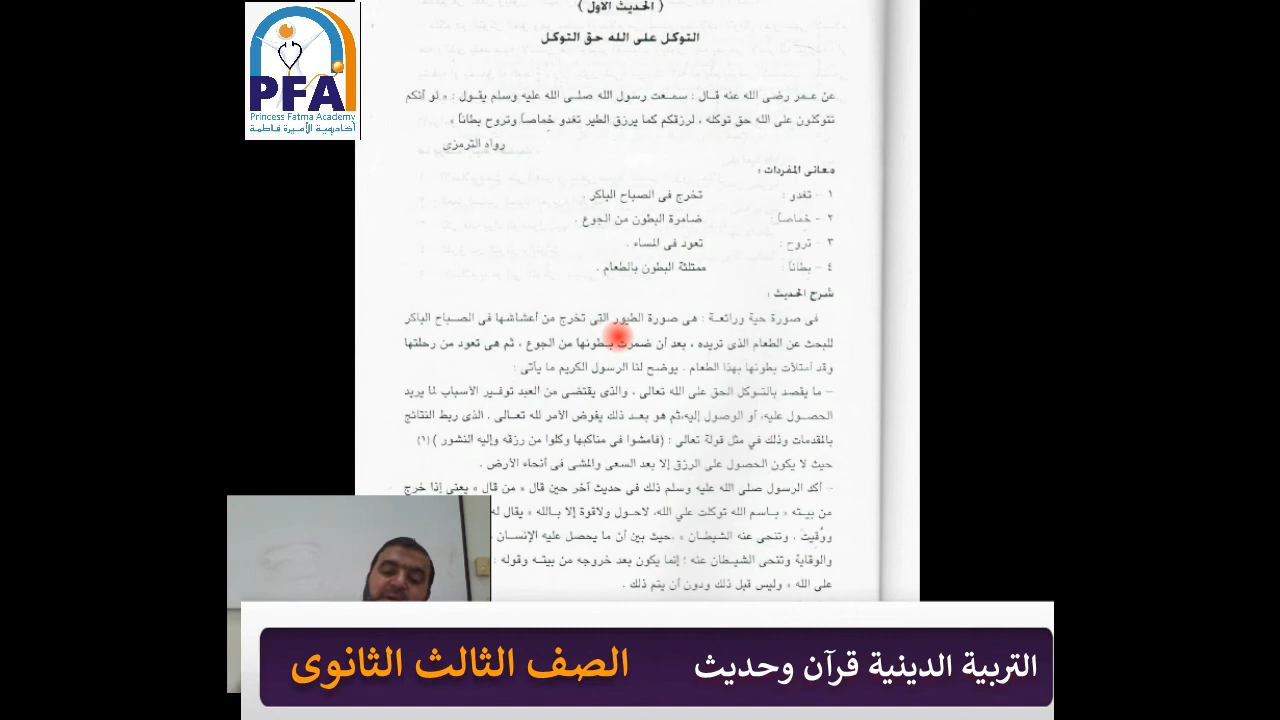 PFA
Princess Fatma Academy
أكاديمية الأميرة فاطمة
( الحديث الأول )
التوكل على الله حق التوكل
عن عمر رضى الله عنه قال : سمعت رسول الله صلى الله عليه وسلم يقول : « لو أنكم
تتوكلون على الله حق توكله ، لرزقكم كما يرزق الطير تغدو خماصاً وتروح بطاناً » .
رواه الترمزى
معانى المفردات :
١ - تغدو : تخرج فى الصباح الباكر .
٢ - خماصاً : ضامرة البطون من الجوع .
٣ - تروح : تعود فى المساء .
٤ - بطاناً : ممتلئة البطون بالطعام .
شرح الحديث :
فى صورة حية ورائعة : هى صورة الطيور التى تخرج من أعشاشها فى الصباح الباكر
للبحث عن الطعام الذى تريده ، بعد أن ضمرت بطونها من الجوع ، ثم هى تعود من رحلتها
وقد أمتلأت بطونها بهذا الطعام . يوضح لنا الرسول الكريم ما يأتى :
– ما يقصد بالتوكل الحق على الله تعالى ، والذى يقتضى من العبد توفير الأسباب لما يريد
الحصول عليه، أو الوصول إليه،ثم هو بعد ذلك يفوض الأمر لله تعالى . الذى ربط النتائج
بالمقدمات وذلك في مثل قولة تعالى : (فامشوا فى مناكبها وكلوا من رزقه وإليه النشور ) (١)
حيث لا يكون الحصول على الرزق إلا بعد السعى والمشى فى أنحاء الأرض .
– أكد الرسول صلى الله عليه وسلم ذلك فى حديث آخر حين قال « من قال » يعنى إذا خرج
من بيته « باسم الله توكلت علي الله، لاحول ولاقوة إلا بالله » يقال له
ووُقيت ، وتنحى عنه الشيطان » .حيث بين أن ما يحصل عليه الإنسان
والوقاية وتنحى الشيطان عنه ؛ إنما يكون بعد خروجه من بيته وقوله :
على الله » وليس قبل ذلك ودون أن يتم ذلك .
التربية الدينية قرآن وحديث الصف الثالث الثانوى